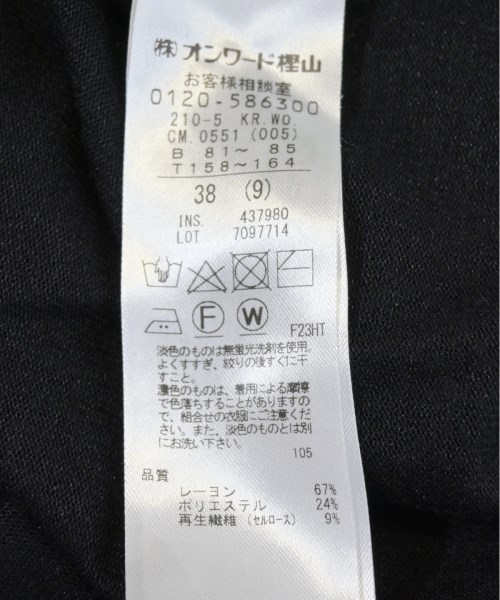 ㈱オンワード樫山
お客様相談室
0120-586300
210-5 KR.WO.
CM.0551 (005)
B 81～ 85
T158～164
38 (9)
INS. 437980
LOT 7097714
F W F23HT
淡色のものは無蛍光洗剤を使用。
よくすすぎ、絞りの後すぐに干
すこと。
濃色のものは、着用による摩擦
で色落ちすることがありますの
で、組合せの衣服にご注意くだ
さい。また、淡色のものとは別
にお洗い下さい。
105
品質
レーヨン 67%
ポリエステル 24%
再生繊維（セルロース） 9%